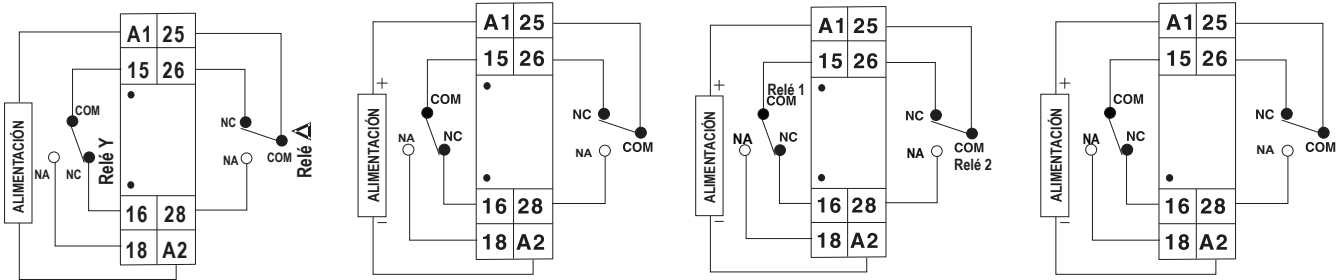 A1 25
15 26
COM
NC
COM
Relé Δ
NA
NA
NC
Relé Y
ALIMENTACIÓN
16 28
18 A2
A1 25
15 26
+
COM
NC
COM
NA
NC
NA
ALIMENTACIÓN
–
16 28
18 A2
A1 25
15 26
+
Relé 1
COM
NC
NA
NC
COM
Relé 2
NA
ALIMENTACIÓN
–
16 28
18 A2
A1 25
15 26
+
COM
NC
NA
NC
COM
NA
ALIMENTACIÓN
–
16 28
18 A2